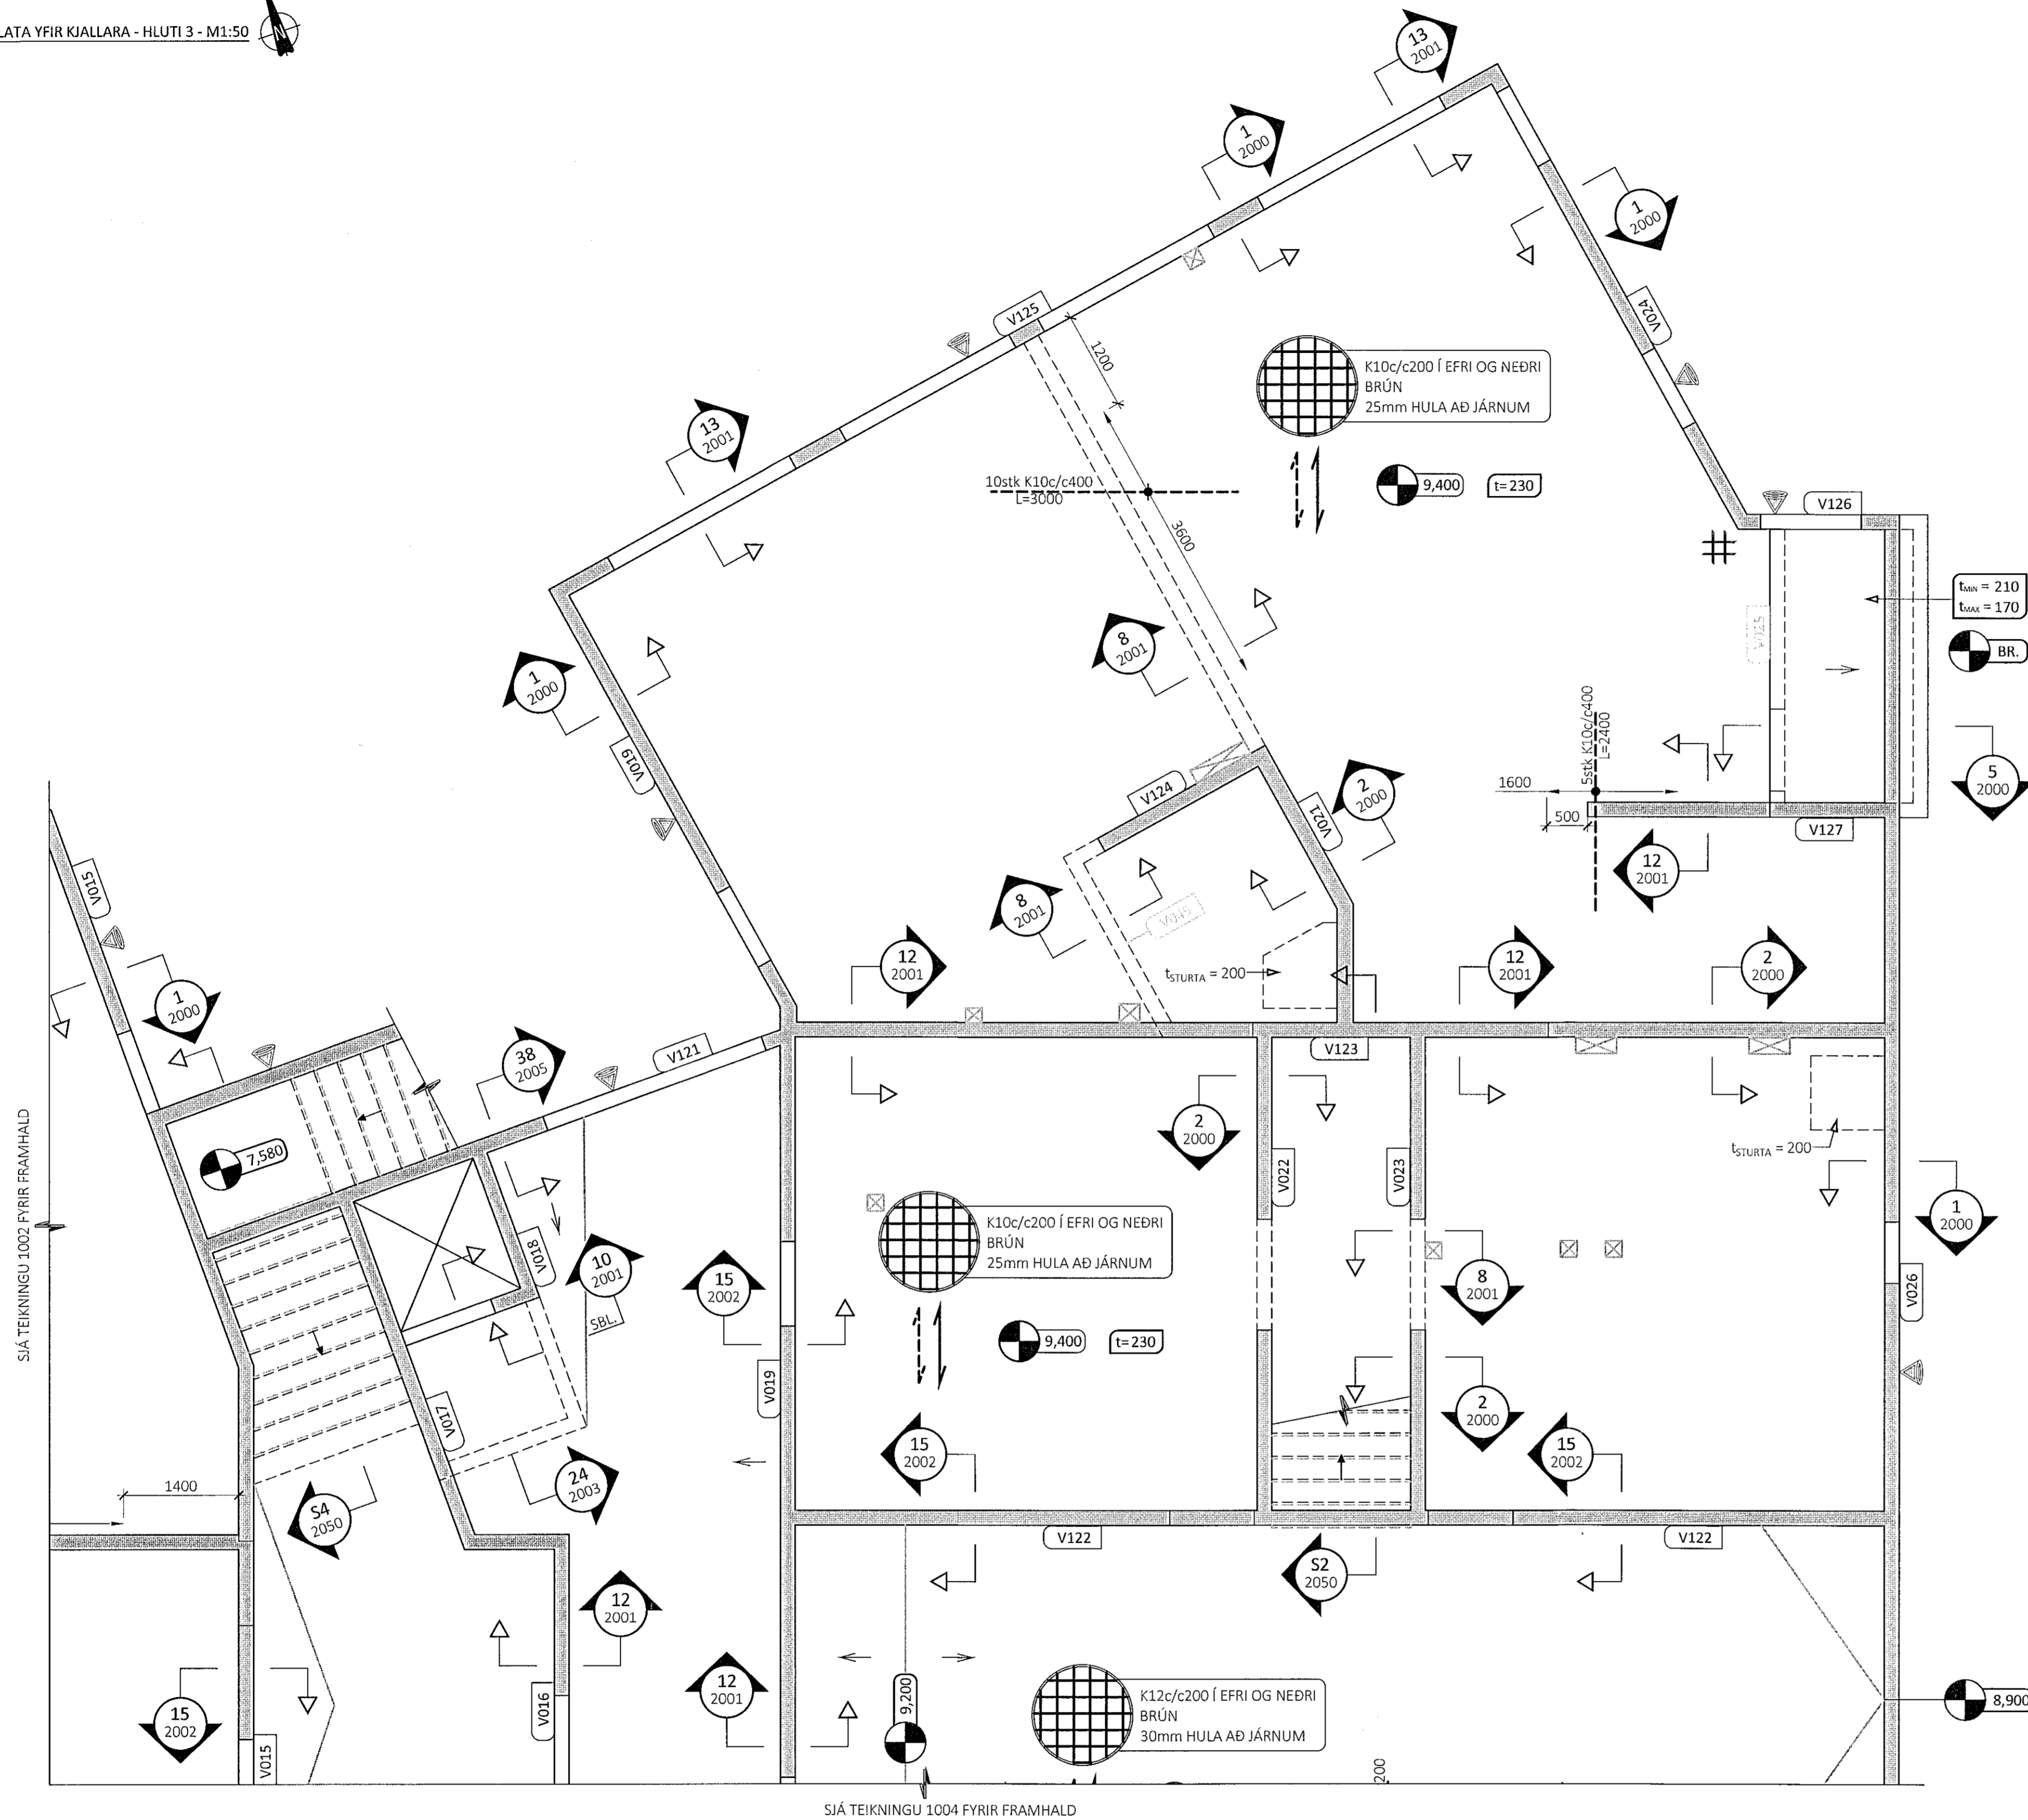 LATA YFIR KJALLARA - HLUTI 3 - M1:50
N
13
2001
1
2000
1
2000
V125
V024
1200
K10c/c200 Í EFRI OG NEÐRI
BRÚN
25mm HULA AÐ JÁRNUM
13
2001
10stk K10c/c400
L=3000
9,400
t=230
V126
3600
tMIN = 210
tMAX = 170
BR.
V025
8
2001
1
2000
V019
5stk K10c/c400
L=2400
1600
500
5
2000
V124
2
2000
V021
V127
V015
12
2001
8
2001
V045
12
2001
tSTURTA = 200
12
2001
2
2000
1
2000
V121
38
2005
V123
2
2000
tSTURTA = 200
7,580
V022
V023
1
2000
SJÁ TEIKNINGU 1002 FYRIR FRAMHALD
K10c/c200 Í EFRI OG NEÐRI
BRÚN
25mm HULA AÐ JÁRNUM
V018
10
2001
SBL.
15
2002
8
2001
V026
9,400
t=230
V019
V017
2
2000
15
2002
15
2002
1400
S4
2050
24
2003
V122
V122
S2
2050
12
2001
12
2001
15
2002
V015
V016
9,200
K12c/c200 Í EFRI OG NEÐRI
BRÚN
30mm HULA AÐ JÁRNUM
8,900
200
SJÁ TEIKNINGU 1004 FYRIR FRAMHALD